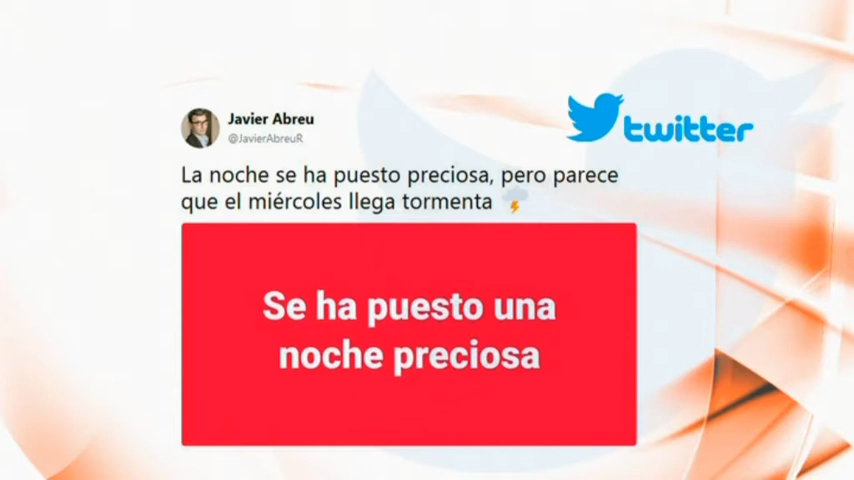 Javier Abreu
twitter
@JavierAbreuR
La noche se ha puesto preciosa, pero parece
que el miércoles llega tormenta
Se ha puesto una
noche preciosa